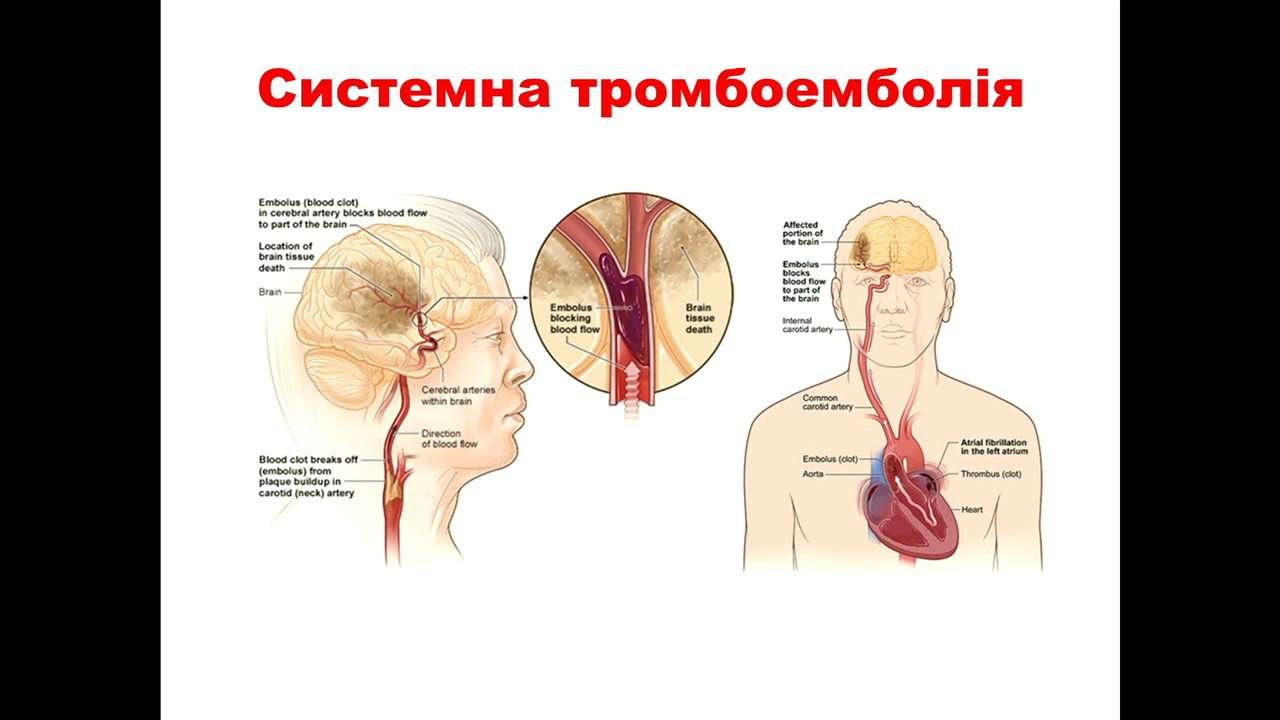 Системна тромбоемболія
Embolus (blood clot)
in cerebral artery blocks blood flow
to part of the brain
Location of
brain tissue
death
Brain
Cerebral arteries
within brain
Direction
of blood flow
Blood clot breaks off
(embolus) from
plaque buildup in
carotid (neck) artery
Embolus
blocking
blood flow
Brain
tissue
death
Affected
portion of
the brain
Embolus
blocks
blood flow
to part of
the brain
Internal
carotid artery
Common
carotid artery
Embolus (clot)
Aorta
Atrial fibrillation
in the left atrium
Thrombus (clot)
Heart